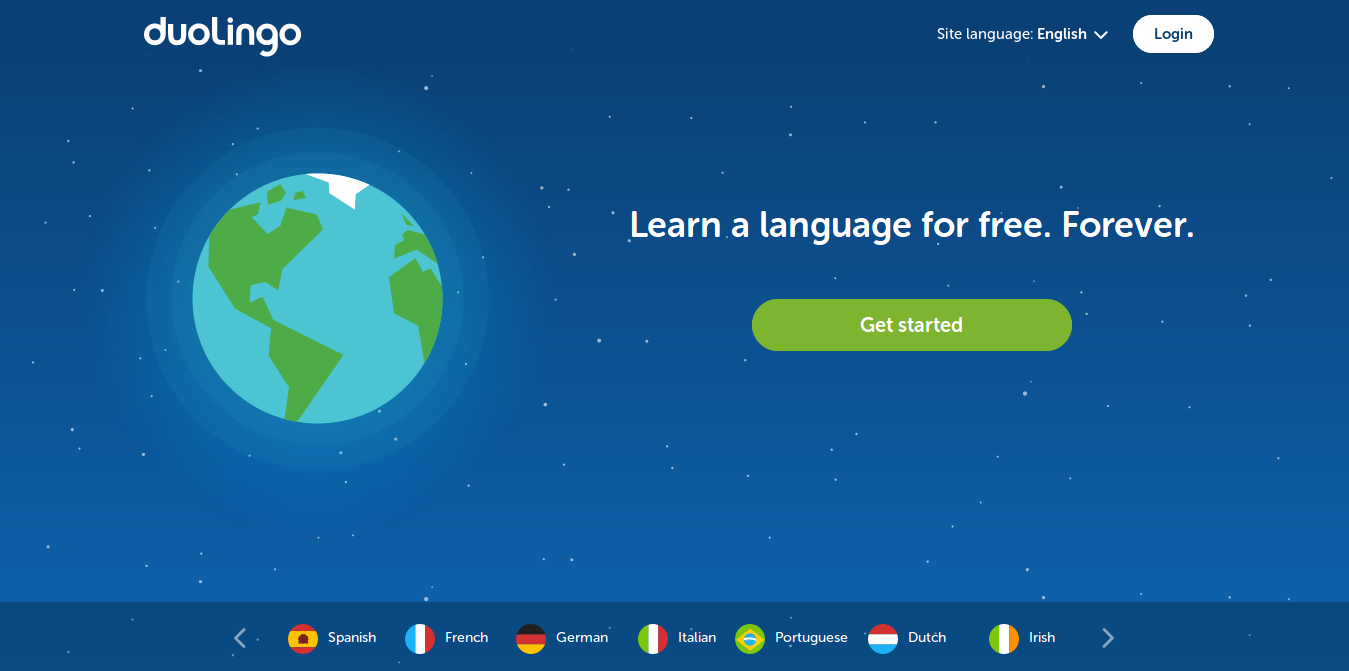 duolingo
Site language: English
Login
Learn a language for free. Forever.
Get started
Spanish
French
German
Italian
Portuguese
Dutch
Irish